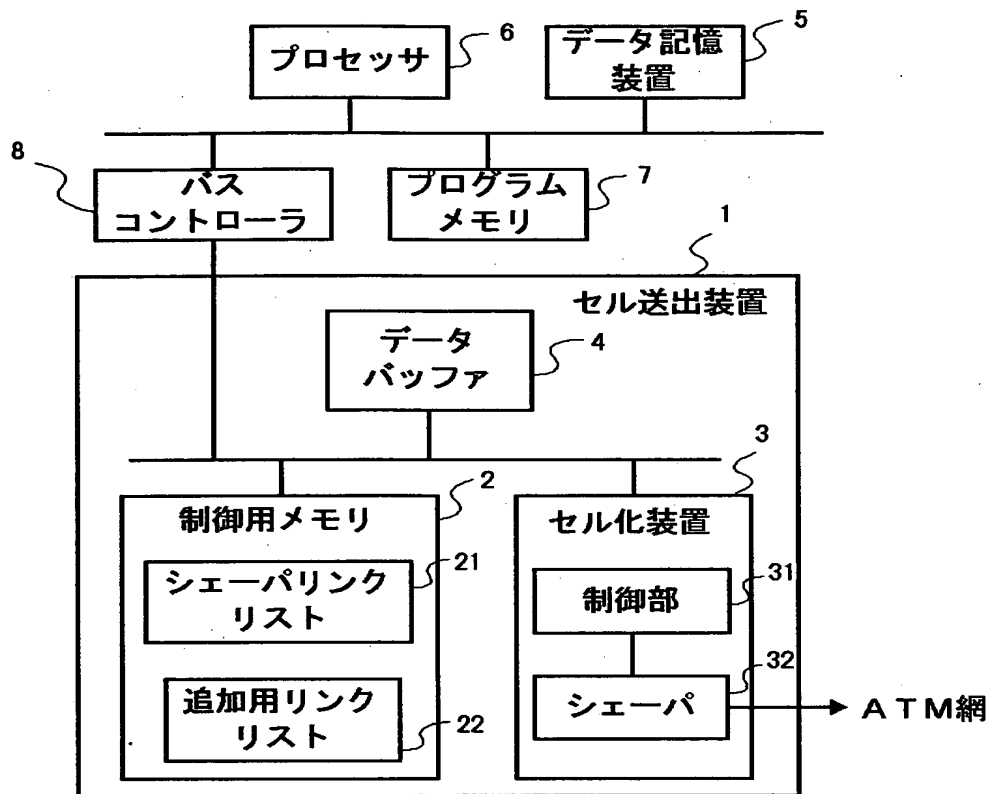 6
プロセッサ
5
データ記憶
装置
8
バス
コントローラ
プログラム
メモリ
7
1
セル送出装置
データ
バッファ
4
2
制御用メモリ
3
セル化装置
シェーパリンク
リスト
21
制御部
31
追加用リンク
リスト
22
シェーパ
32
ATM網